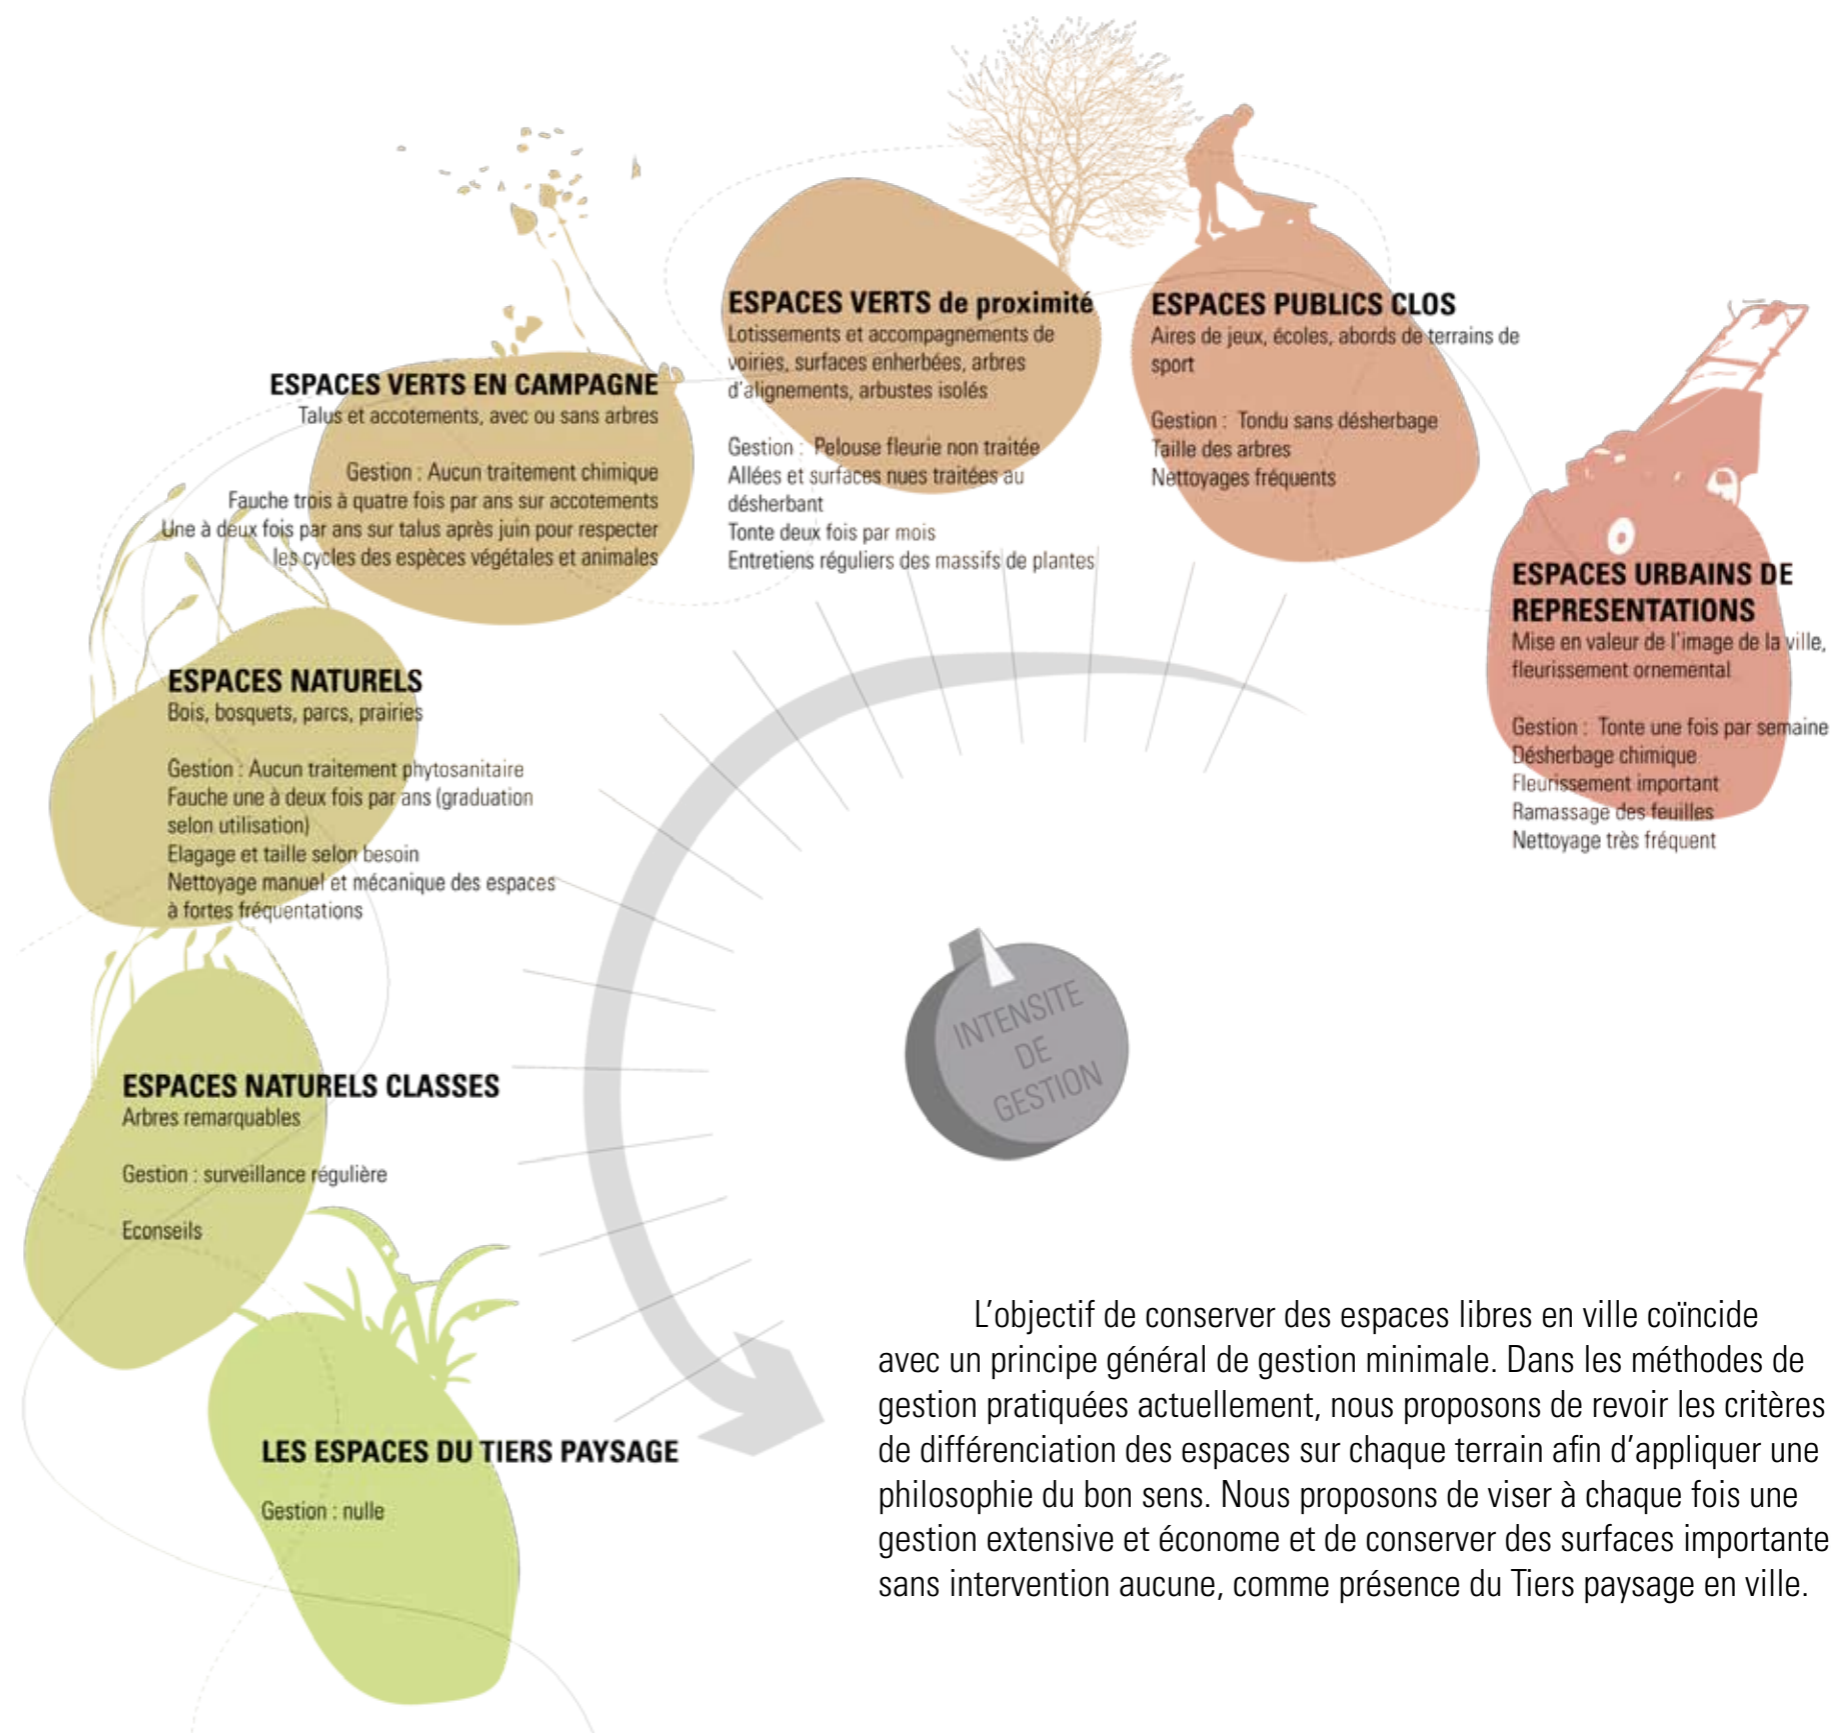 ESPACES VERTS EN CAMPAGNE
Talus et accotements, avec ou sans arbres
Gestion : Aucun traitement chimique
Fauche trois à quatre fois par ans sur accotements
Une à deux fois par ans sur talus après juin pour respecter
les cycles des espèces végétales et animales
ESPACES VERTS de proximité
Lotissements et accompagnements de
voiries, surfaces enherbées, arbres
d'alignements, arbustes isolés
Gestion : Pelouse fleurie non traitée
Allées et surfaces nues traitées au
désherbant
Tonte deux fois par mois
Entretiens réguliers des massifs de plantes
ESPACES PUBLICS CLOS
Aires de jeux, écoles, abords de terrains de
sport
Gestion : Tondu sans désherbage
Taille des arbres
Nettoyages fréquents
ESPACES URBAINS DE
REPRESENTATIONS
Mise en valeur de l'image de la ville,
fleurissement ornemental
Gestion : Tonte une fois par semaine
Désherbage chimique
Fleurissement important
Ramassage des feuilles
Nettoyage très fréquent
ESPACES NATURELS
Bois, bosquets, parcs, prairies
Gestion : Aucun traitement phytosanitaire
Fauche une à deux fois par ans (graduation
selon utilisation)
Elagage et taille selon besoin
Nettoyage manuel et mécanique des espaces
à fortes fréquentations
ESPACES NATURELS CLASSES
Arbres remarquables
Gestion : surveillance régulière
Econseils
LES ESPACES DU TIERS PAYSAGE
Gestion : nulle
INTENSITE
DE
GESTION
L'objectif de conserver des espaces libres en ville coïncide
avec un principe général de gestion minimale. Dans les méthodes de
gestion pratiquées actuellement, nous proposons de revoir les critères
de différenciation des espaces sur chaque terrain afin d'appliquer une
philosophie du bon sens. Nous proposons de viser à chaque fois une
gestion extensive et économe et de conserver des surfaces importante
sans intervention aucune, comme présence du Tiers paysage en ville.